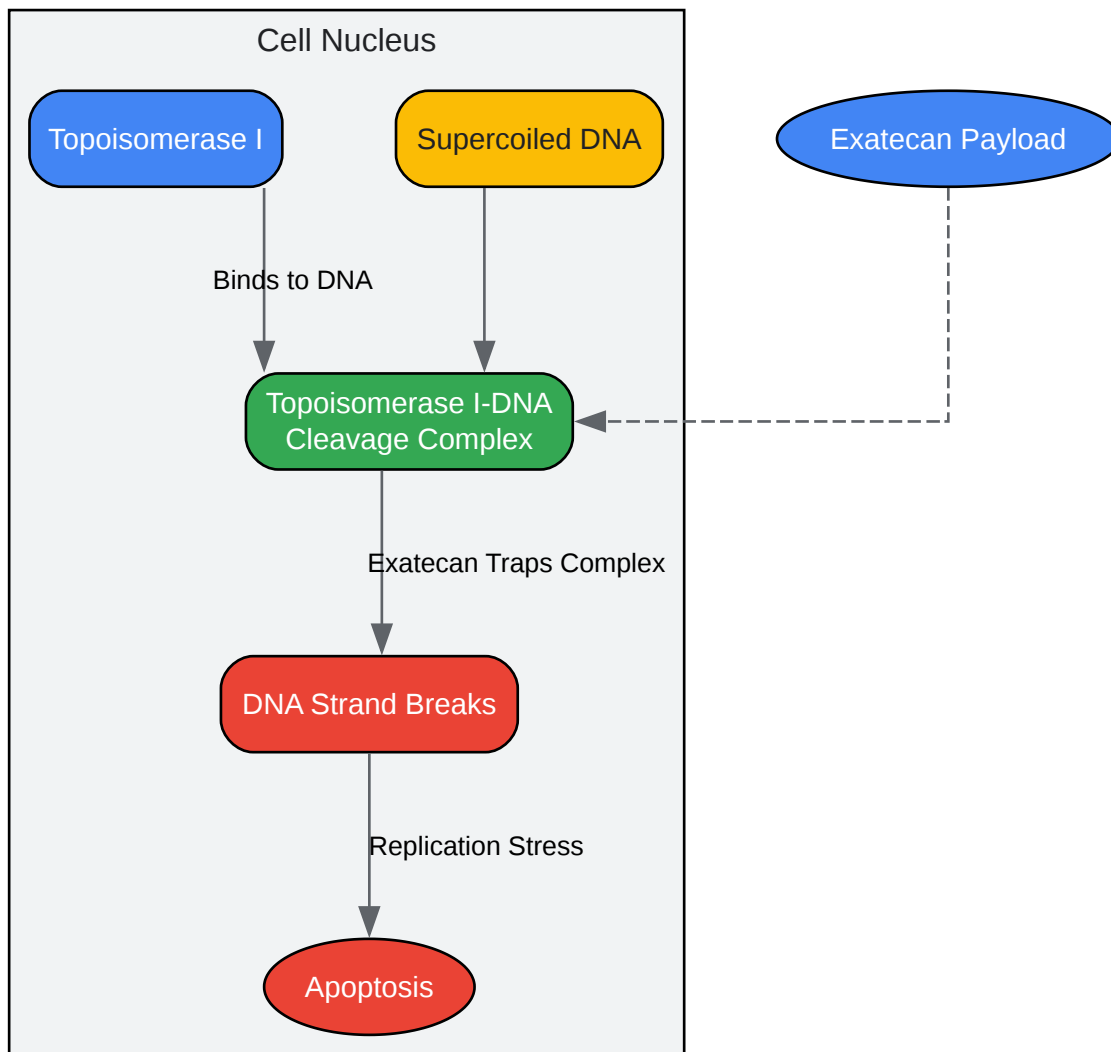 Cell Nucleus
Topoisomerase I
Supercoiled DNA
Exatecan Payload
Binds to DNA
Topoisomerase I-DNA
Cleavage Complex
Exatecan Traps Complex
DNA Strand Breaks
Replication Stress
Apoptosis